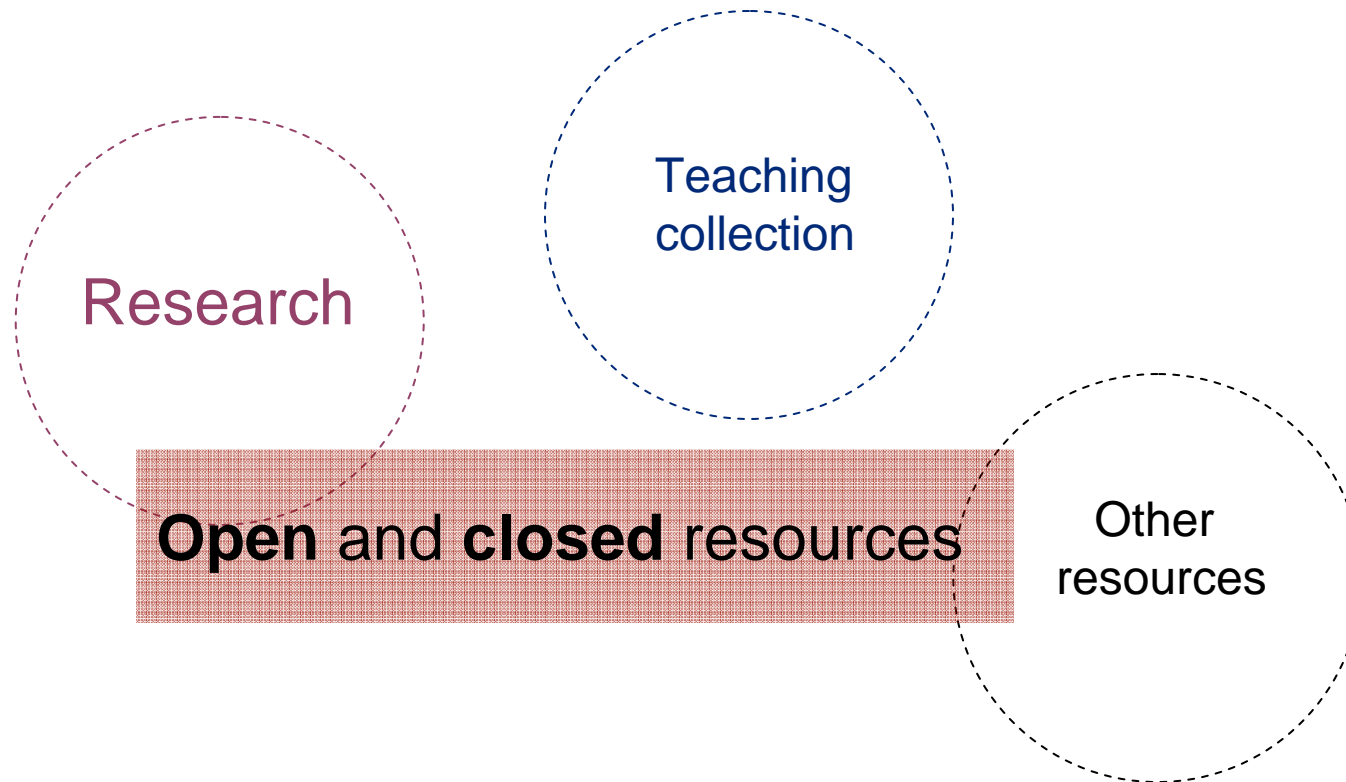 Teaching
collection
Research
Open and closed resources
Other
resources